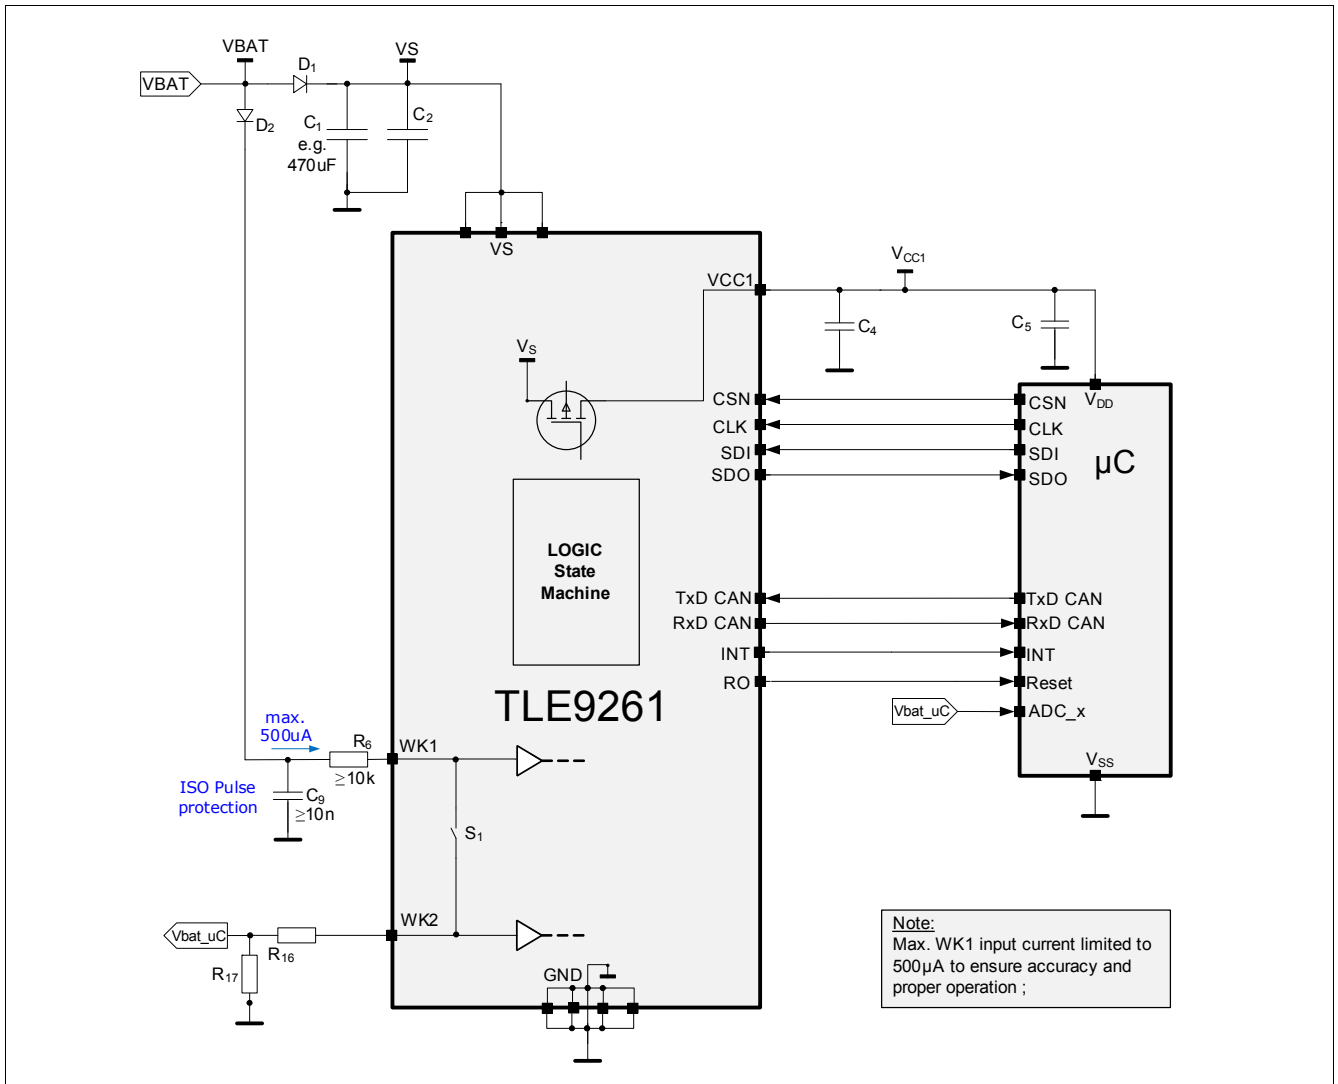 VBAT
VS
VBAT
D1
D2
C1
e.g.
470uF
C2
VS
VCC1
VCC1
C4
C5
VS
CSN
CLK
SDI
SDO
CSN
CLK
SDI
SDO
VDD
µC
LOGIC
State
Machine
TxD CAN
RxD CAN
INT
RO
TxD CAN
RxD CAN
INT
Reset
ADC_x
Vbat_uC
VSS
TLE9261
max.
500uA
R6
≥10k
WK1
ISO Pulse
protection
C9
≥10n
S1
WK2
Vbat_uC
R16
R17
GND
Note:
Max. WK1 input current limited to
500µA to ensure accuracy and
proper operation ;